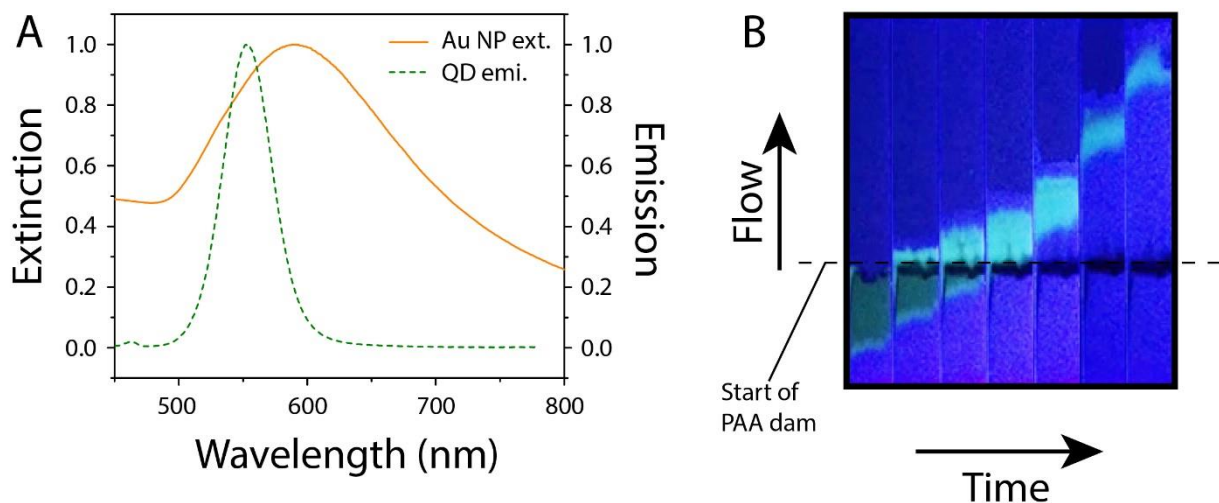 A
Extinction
1.0
0.8
0.6
0.4
0.2
0.0
Au NP ext.
QD emi.
1.0
0.8
0.6
0.4
0.2
0.0
Emission
500
600
700
800
Wavelength (nm)
B
Flow
Start of
PAA dam
Time